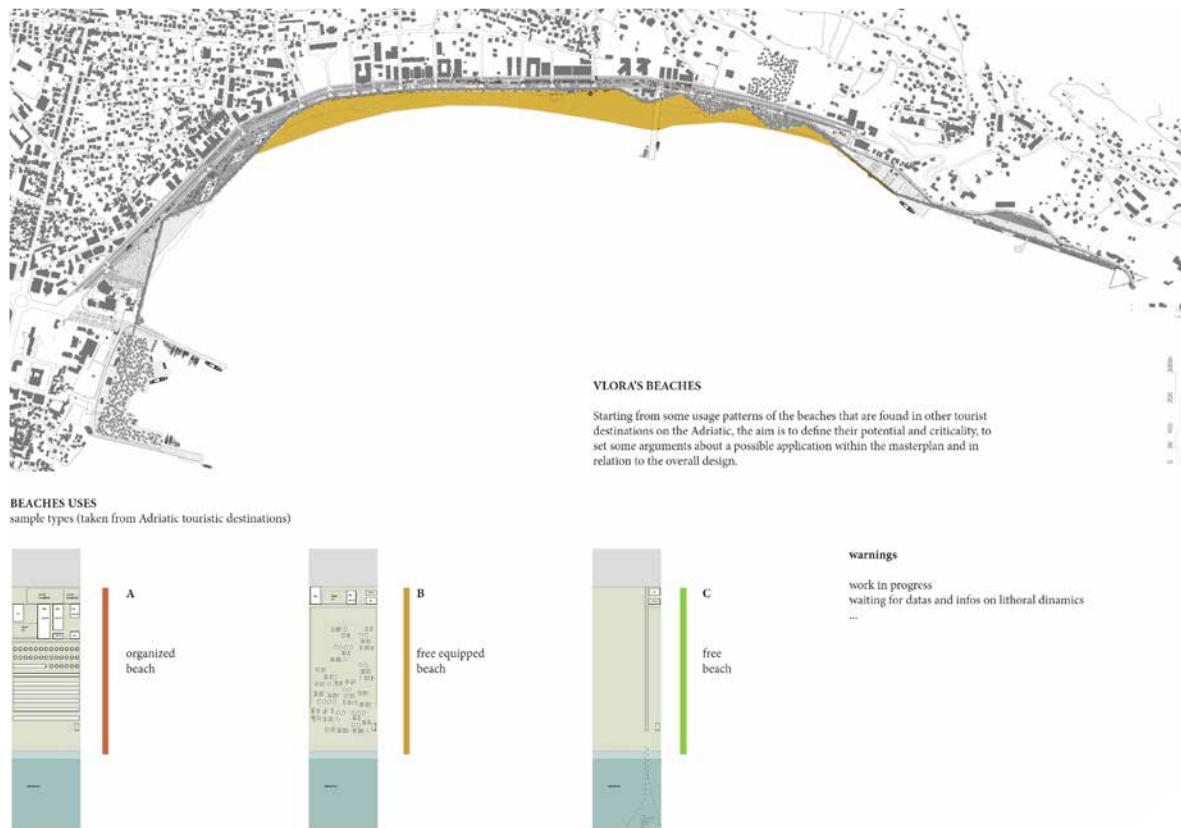 VLORA'S BEACHES
Starting from some usage patterns of the beaches that are found in other tourist
destinations on the Adriatic, the aim is to define their potential and criticality, to
set some arguments about a possible application within the masterplan and in
relation to the overall design.
BEACHES USES
sample types (taken from Adriatic touristic destinations)
A
organized
beach
B
free equipped
beach
C
free
beach
warnings
work in progress
waiting for datas and infos on lithoral dinamics
...